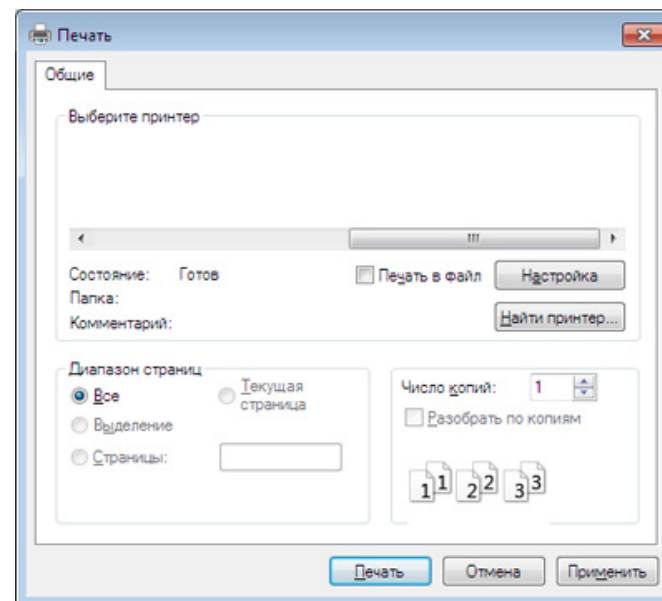 Печать
Общие
Выберите принтер
Состояние: Готов
Печать в файл
Настройка
Папка:
Комментарий:
Найти принтер...
Диапазон страниц
Все
Текущая страница
Выделение
Страницы:
Число копий: 1
Разобрать по копиям
1 1 2 2 3 3
Печать
Отмена
Применить